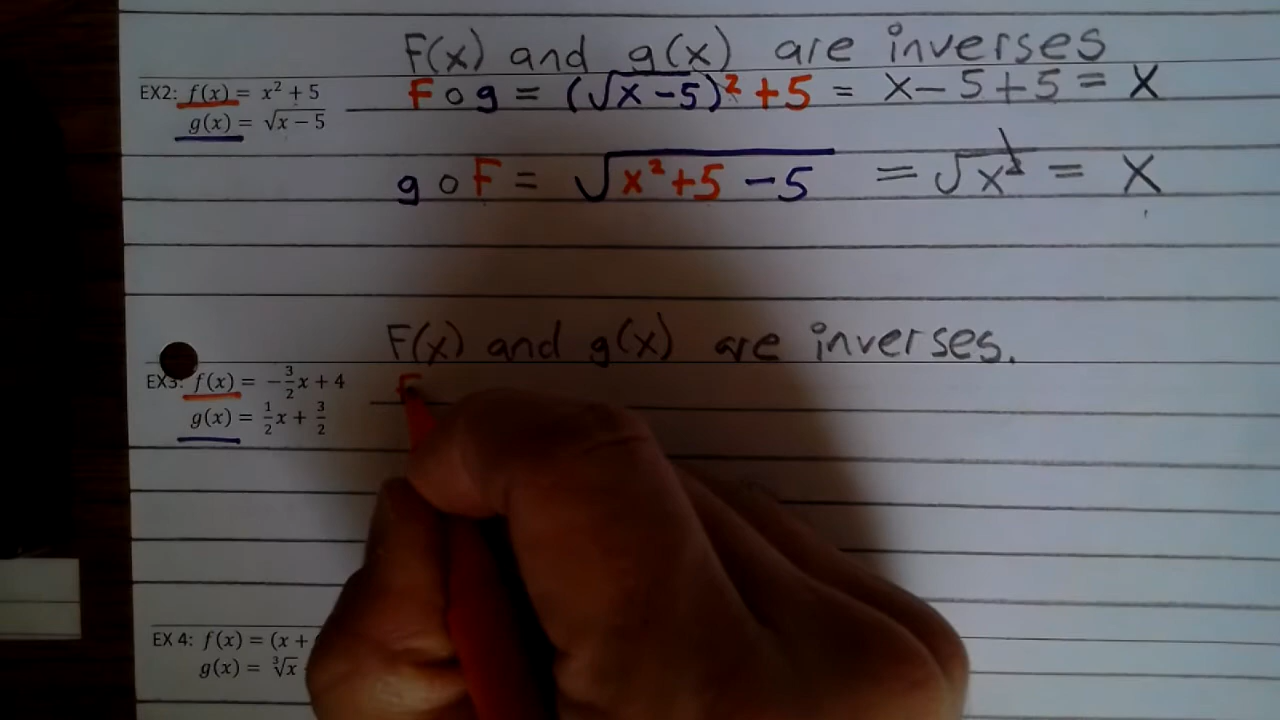 F(x) and g(x) are inverses
EX2: f(x) = x² + 5
g(x) = √x − 5
F o g = (√x − 5)² + 5 = x − 5 + 5 = x
g o F = √x² + 5 − 5 = √x² = x
F(x) and g(x) are inverses.
EX3: f(x) = −3/2x + 4
g(x) = 1/2x + 3/2
F
EX 4: f(x) = (x +
g(x) = ∛x